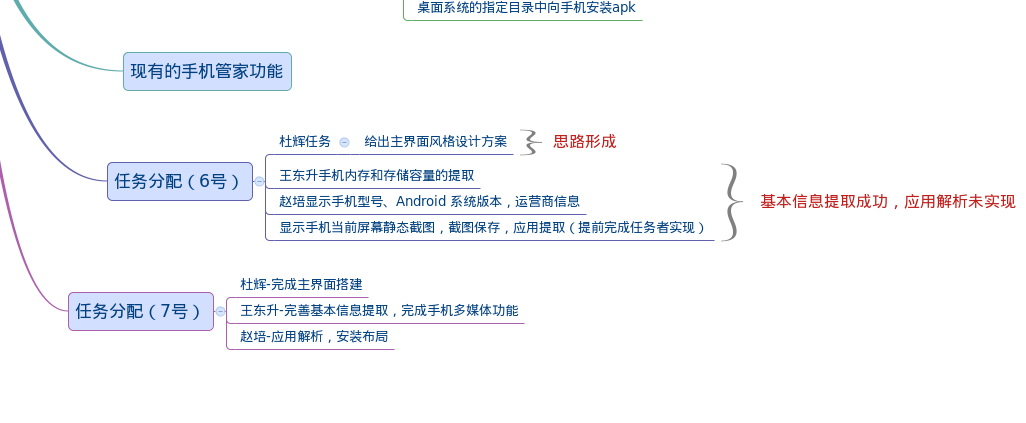 桌面系统的指定目录中向手机安装apk
现有的手机管家功能
任务分配（6号）
杜辉任务
给出主界面风格设计方案
思路形成
王东升手机内存和存储容量的提取
赵培显示手机型号、Android 系统版本，运营商信息
显示手机当前屏幕静态截图，截图保存，应用提取（提前完成任务者实现）
基本信息提取成功，应用解析未实现
任务分配（7号）
杜辉-完成主界面搭建
王东升-完善基本信息提取，完成手机多媒体功能
赵培-应用解析，安装布局